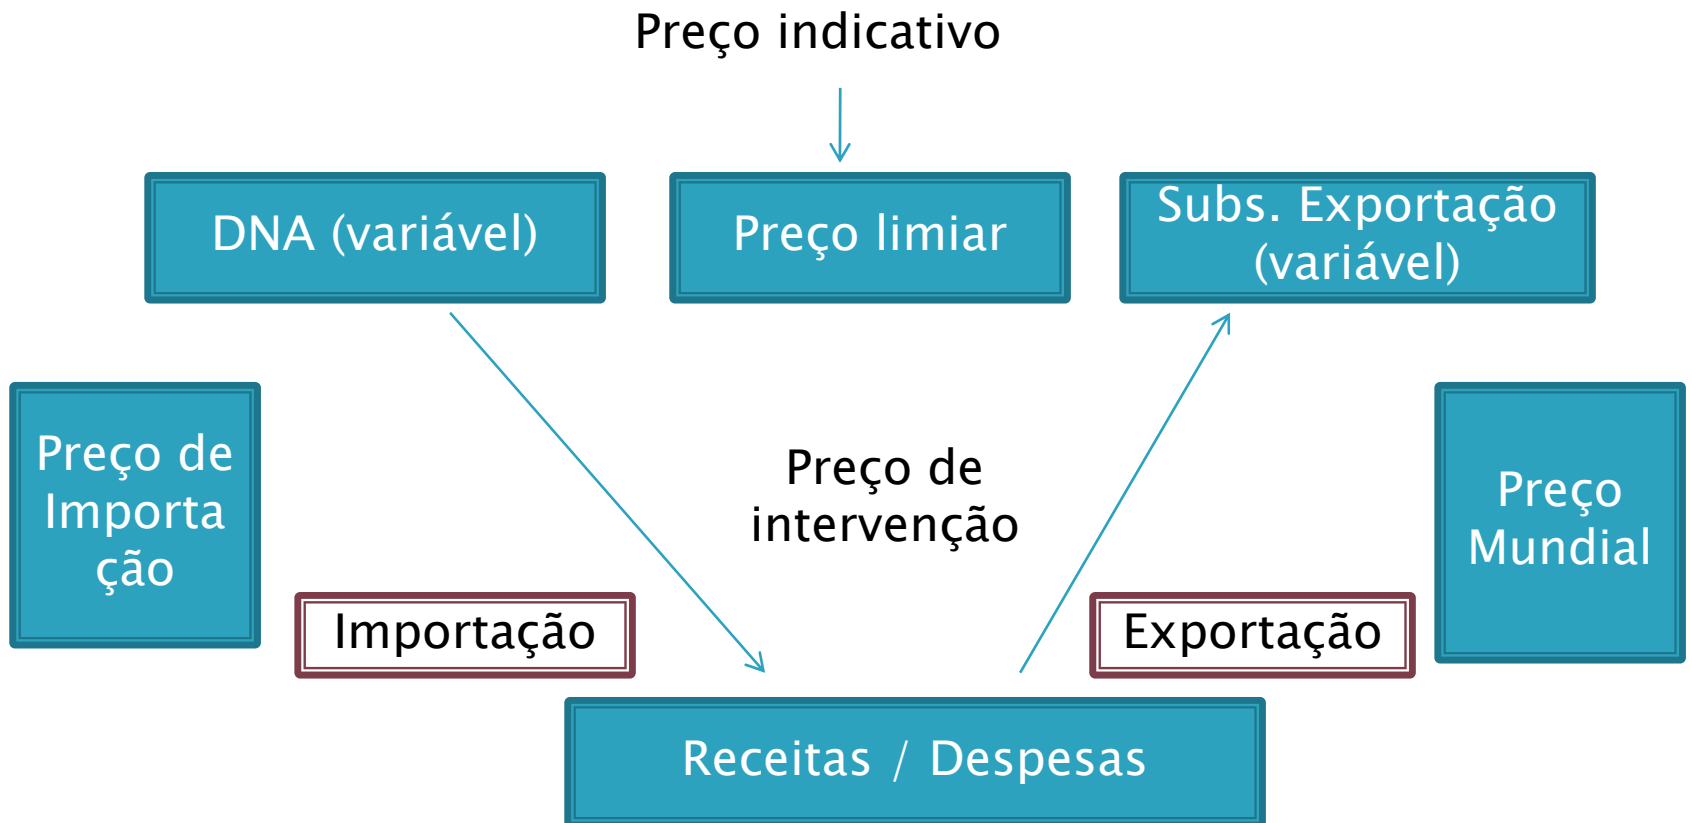 Preço indicativo
DNA (variável)
Preço limiar
Subs. Exportação
(variável)
Preço de
Importa
ção
Preço de
intervenção
Preço
Mundial
Importação
Exportação
Receitas / Despesas